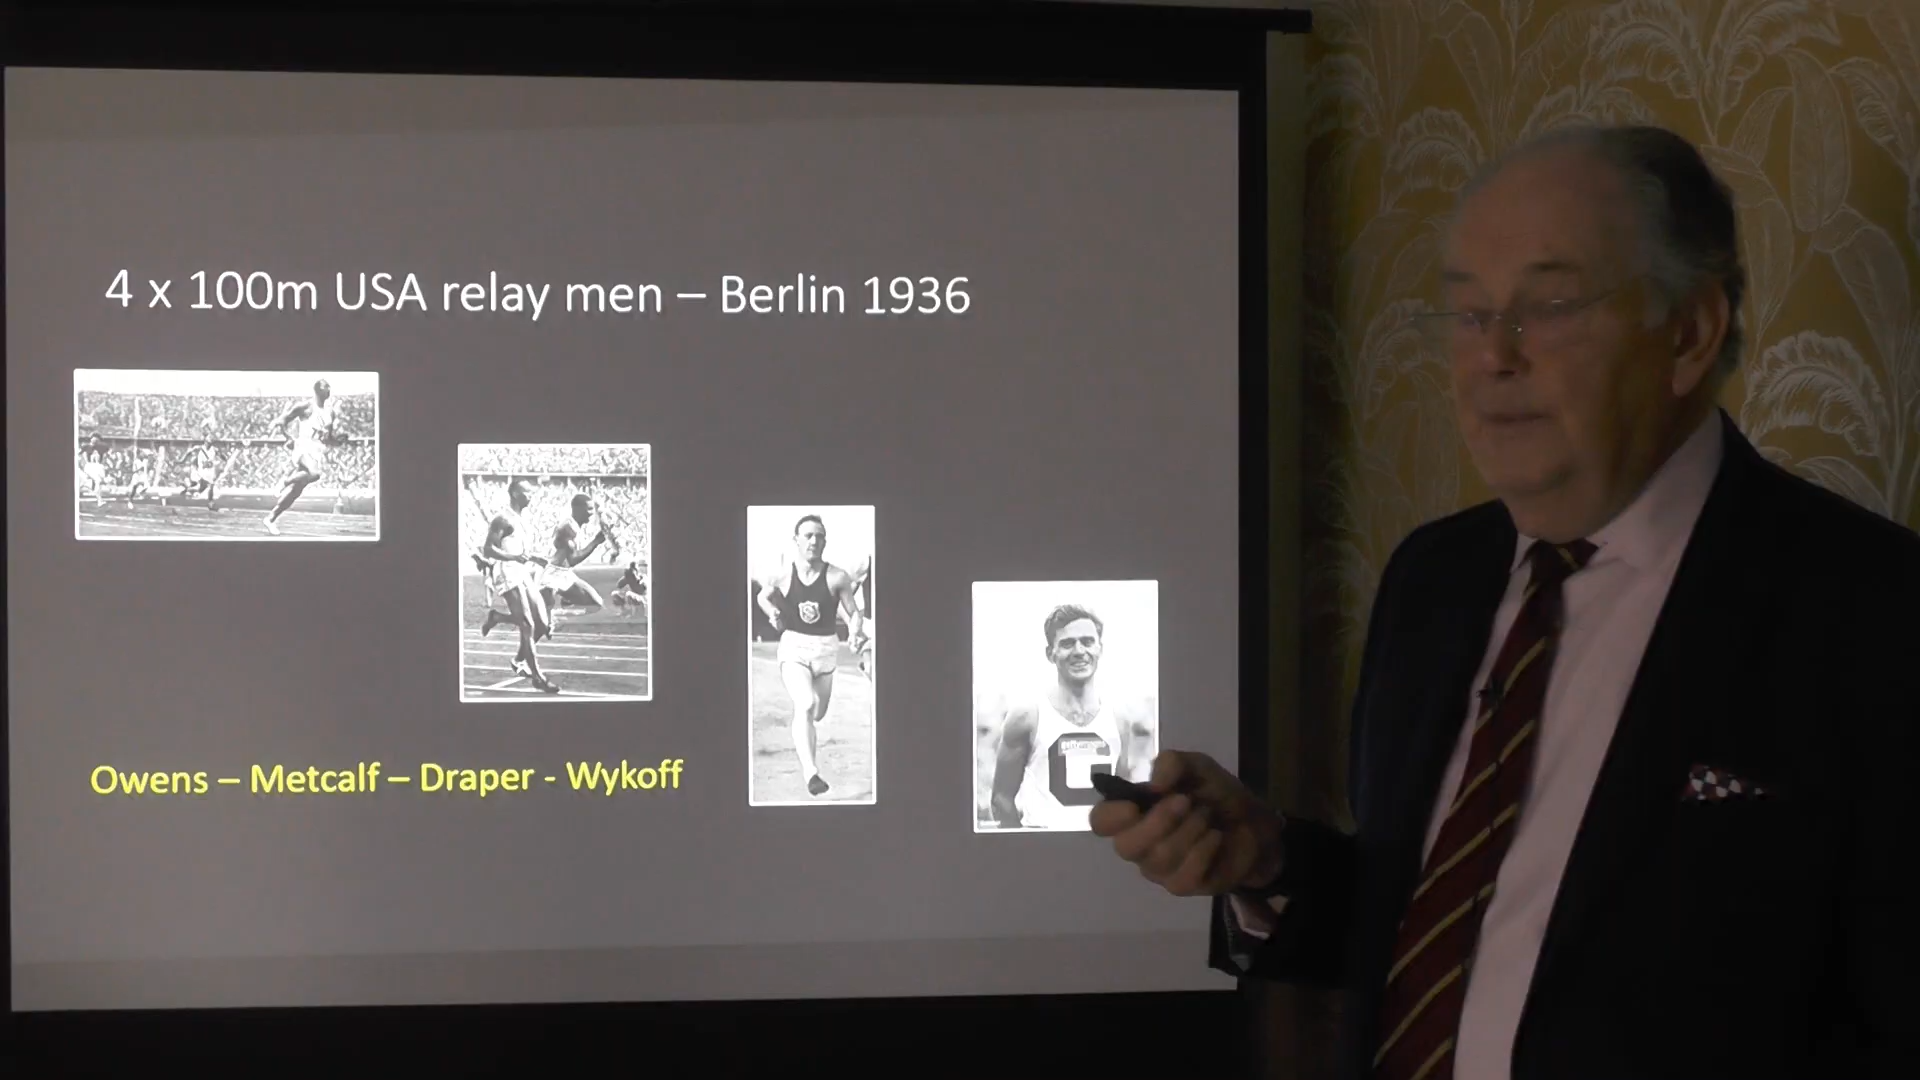 4 x 100m USA relay men – Berlin 1936
Owens – Metcalf – Draper - Wykoff